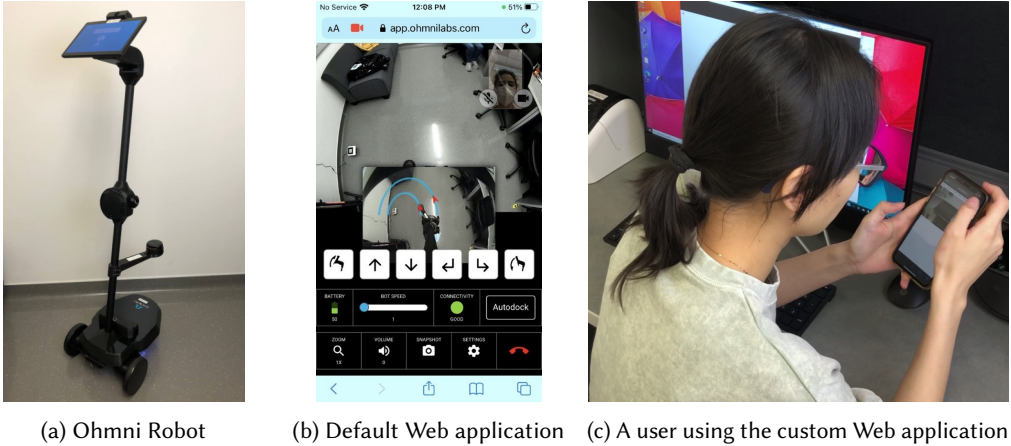 No Service 12:08 PM 51%
AA app.ohmnilabs.com
BATTERY BOT SPEED CONNECTIVITY
Autodock
50 1 GOOD
ZOOM VOLUME SNAPSHOT SETTINGS
1X 9
(a) Ohmni Robot (b) Default Web application (c) A user using the custom Web application